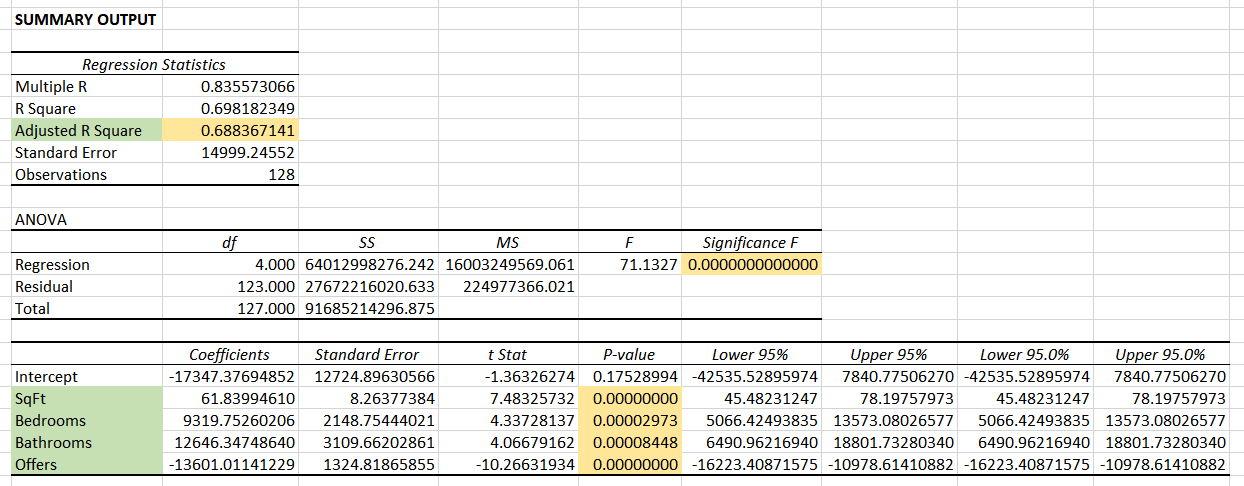 SUMMARY OUTPUT
Regression Statistics
Multiple R 0.835573066
R Square 0.698182349
Adjusted R Square 0.688367141
Standard Error 14999.24552
Observations 128
ANOVA
df SS MS F Significance F
Regression 4.000 64012998276.242 16003249569.061 71.1327 0.0000000000000
Residual 123.000 27672216020.633 224977366.021
Total 127.000 91685214296.875
Coefficients Standard Error t Stat P-value Lower 95% Upper 95% Lower 95.0% Upper 95.0%
Intercept -17347.37694852 12724.89630566 -1.36326274 0.17528994 -42535.52895974 7840.77506270 -42535.52895974 7840.77506270
SqFt 61.83994610 8.26377384 7.48325732 0.00000000 45.48231247 78.19757973 45.48231247 78.19757973
Bedrooms 9319.75260206 2148.75444021 4.33728137 0.00002973 5066.42493835 13573.08026577 5066.42493835 13573.08026577
Bathrooms 12646.34748640 3109.66202861 4.06679162 0.00008448 6490.96216940 18801.73280340 6490.96216940 18801.73280340
Offers -13601.01141229 1324.81865855 -10.26631934 0.00000000 -16223.40871575 -10978.61410882 -16223.40871575 -10978.61410882